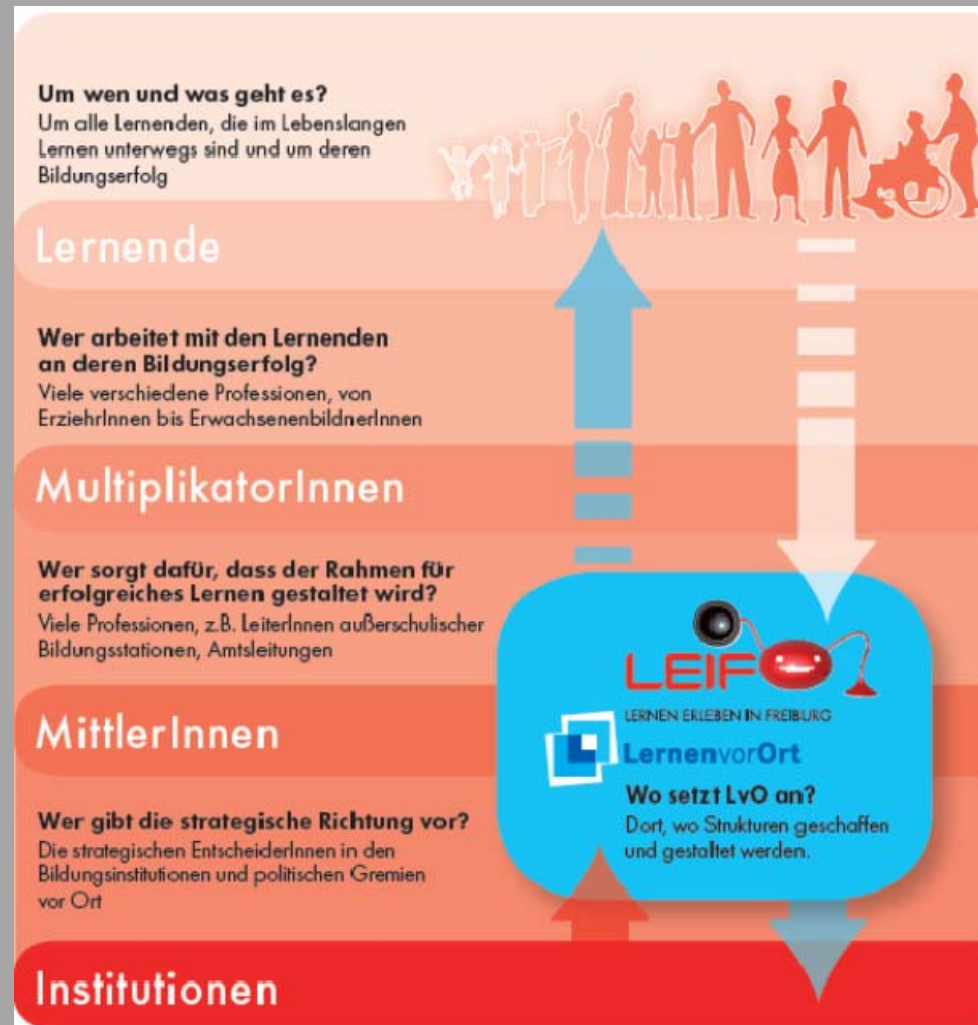 Um wen und was geht es?
Um alle Lernenden, die im Lebenslangen
Lernen unterwegs sind und um deren
Bildungserfolg
Lernende
Wer arbeitet mit den Lernenden
an deren Bildungserfolg?
Viele verschiedene Professionen, von
ErziehrInnen bis ErwachsenenbildnerInnen
MultiplikatorInnen
Wer sorgt dafür, dass der Rahmen für
erfolgreiches Lernen gestaltet wird?
Viele Professionen, z.B. LeiterInnen außerschulischer
Bildungsstationen, Amtsleitungen
MittlerInnen
Wer gibt die strategische Richtung vor?
Die strategischen EntscheiderInnen in den
Bildungsinstitutionen und politischen Gremien
vor Ort
Institutionen
LEIF
LERNEN ERLEBEN IN FREIBURG
LernenvorOrt
Wo setzt LvO an?
Dort, wo Strukturen geschaffen
und gestaltet werden.